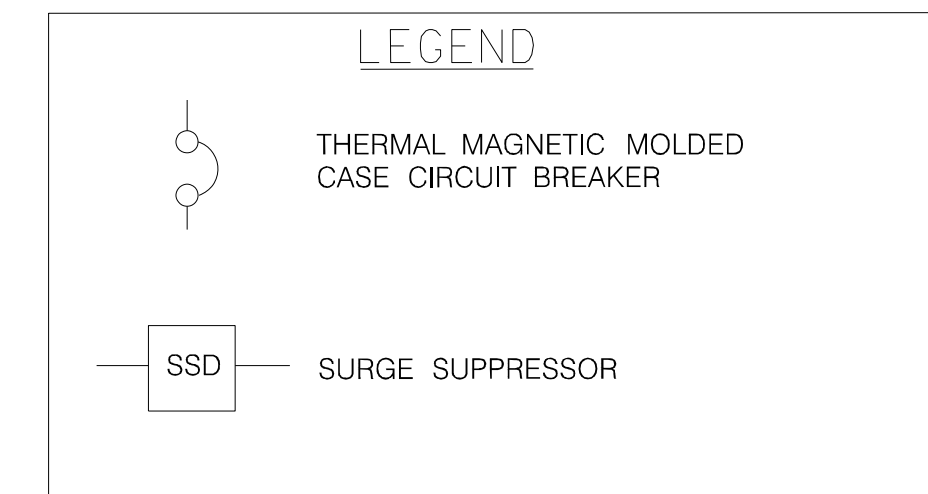 LEGEND
THERMAL MAGNETIC MOLDED
CASE CIRCUIT BREAKER
SSD
SURGE SUPPRESSOR